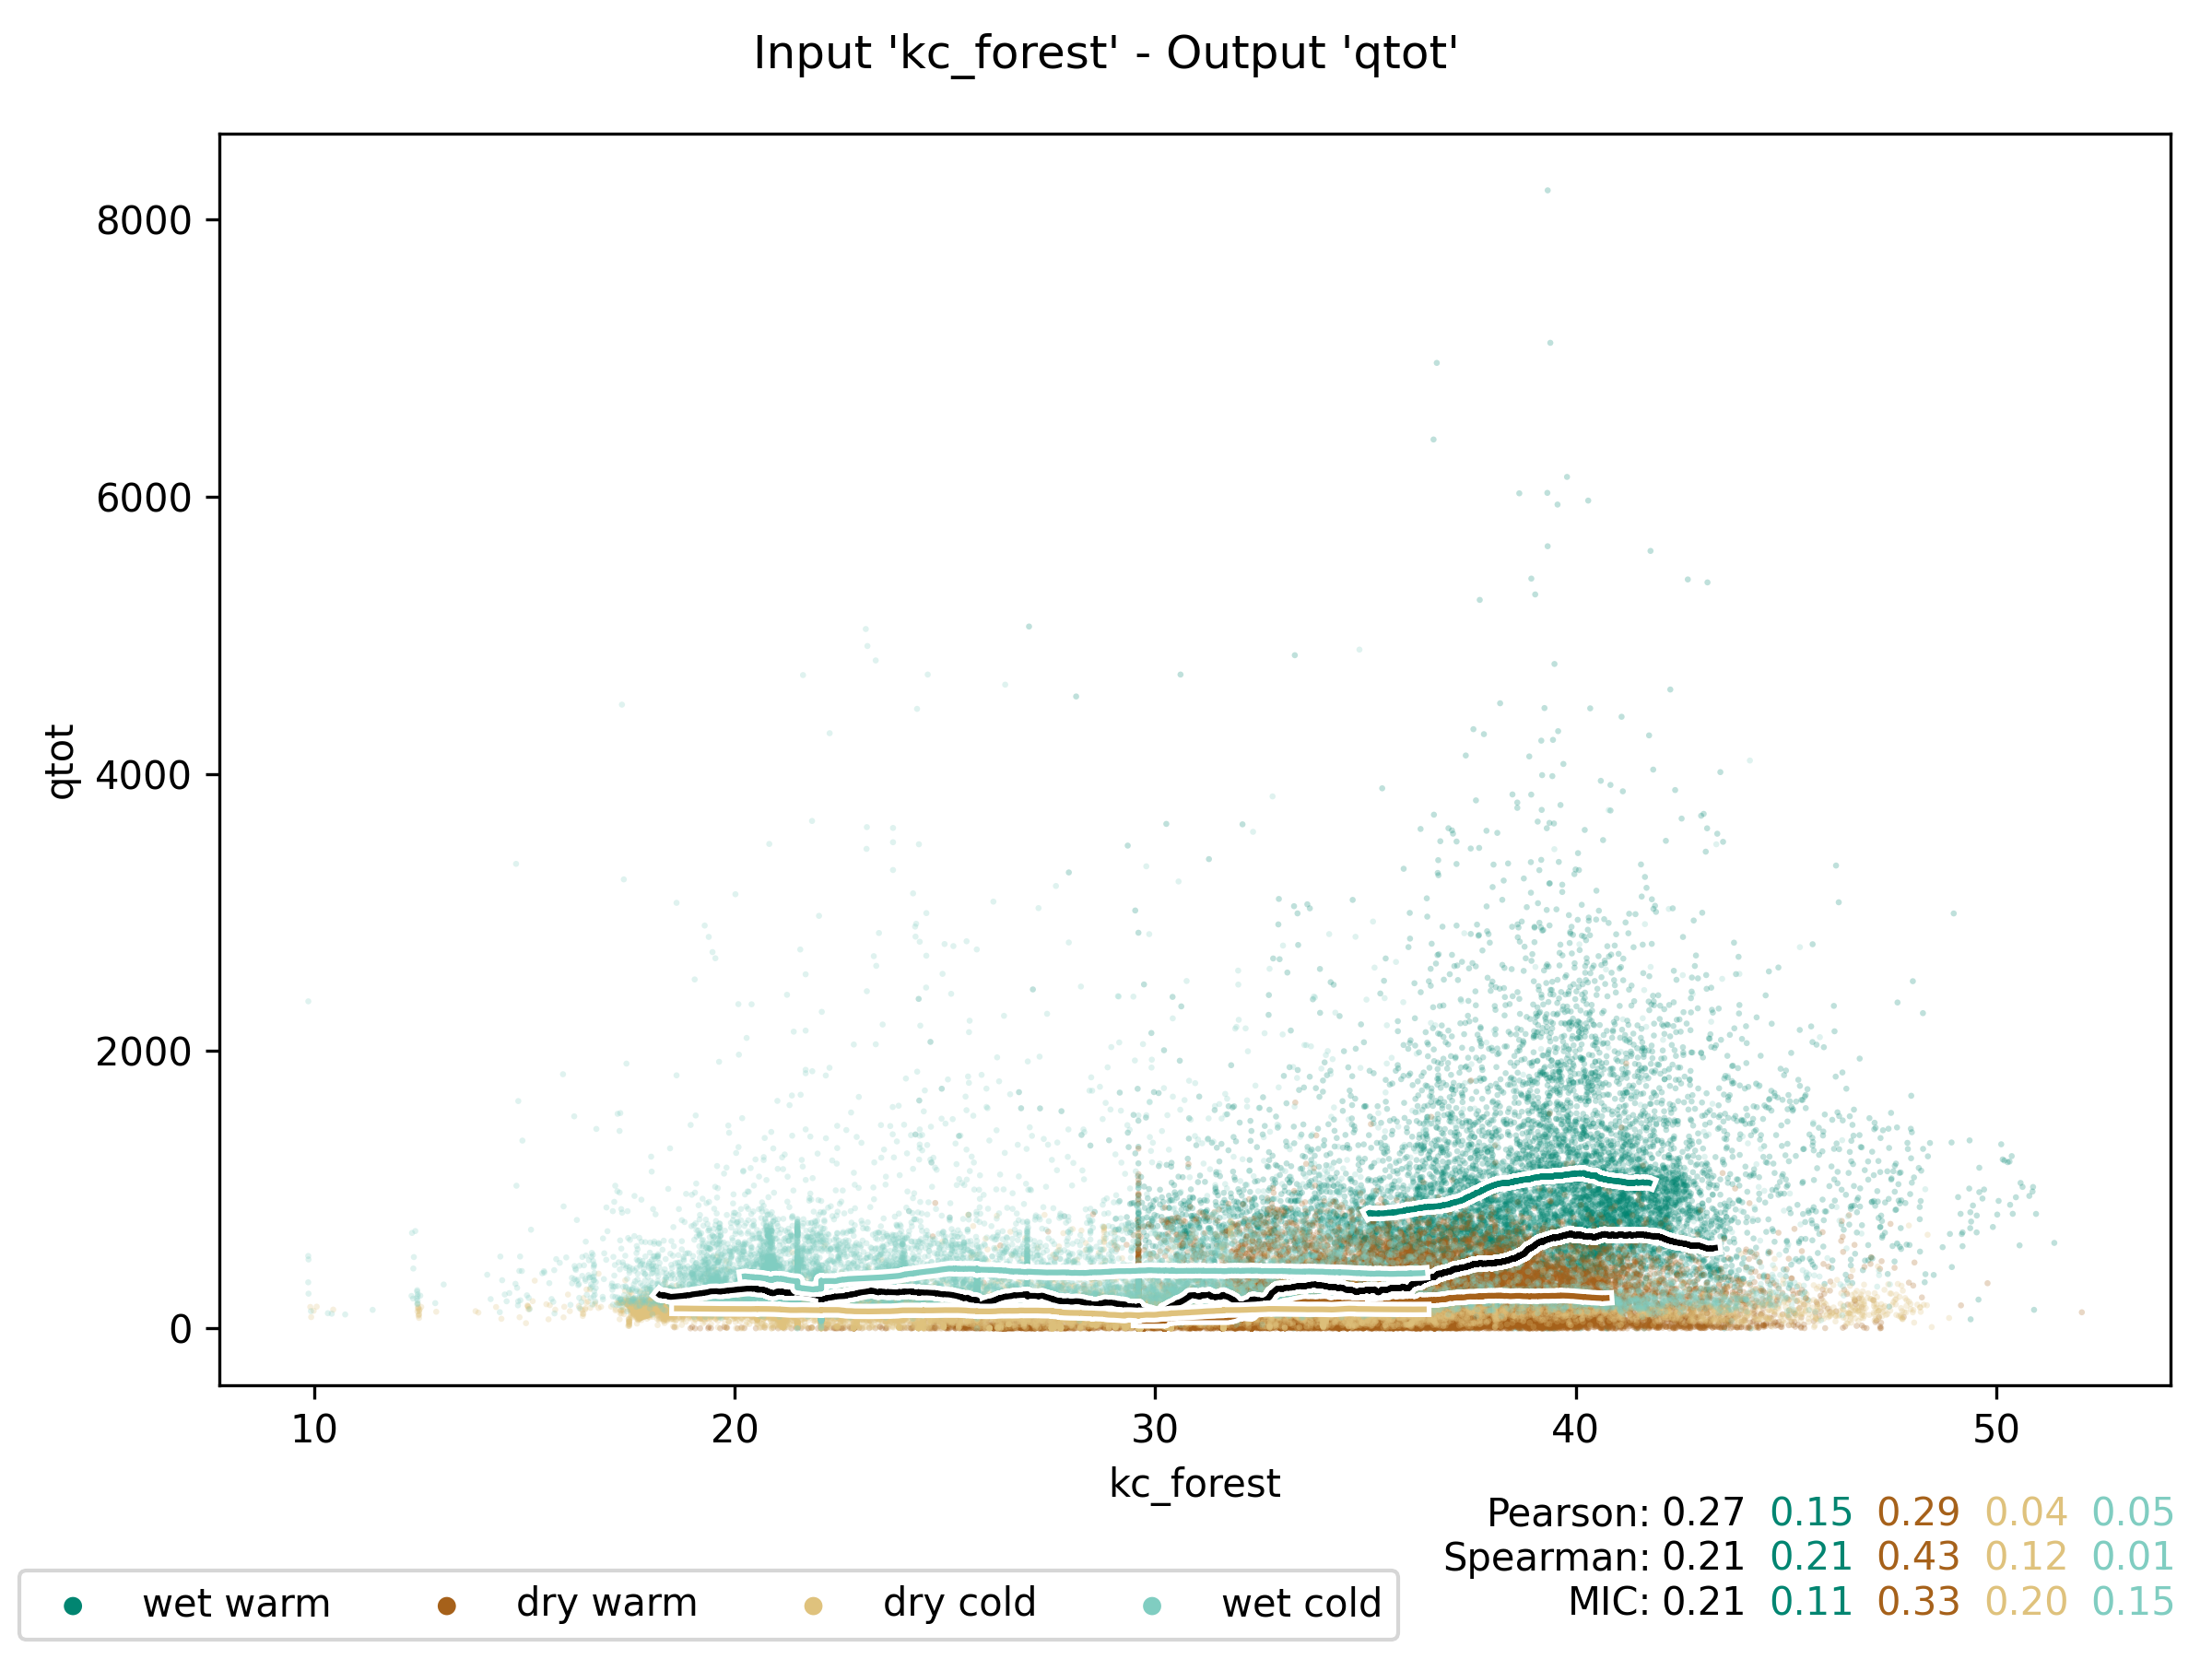 Input 'kc_forest' - Output 'qtot'
8000
6000
4000
2000
0
qtot
10 20 30 40 50
kc_forest
Pearson: 0.27 0.15 0.29 0.04 0.05
Spearman: 0.21 0.21 0.43 0.12 0.01
MIC: 0.21 0.11 0.33 0.20 0.15
wet warm dry warm dry cold wet cold